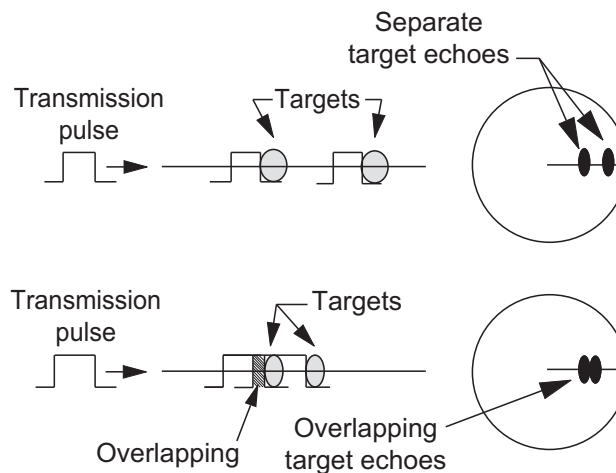 Separate
target echoes
Transmission
pulse
Targets
Transmission
pulse
Targets
Overlapping
Overlapping
target echoes